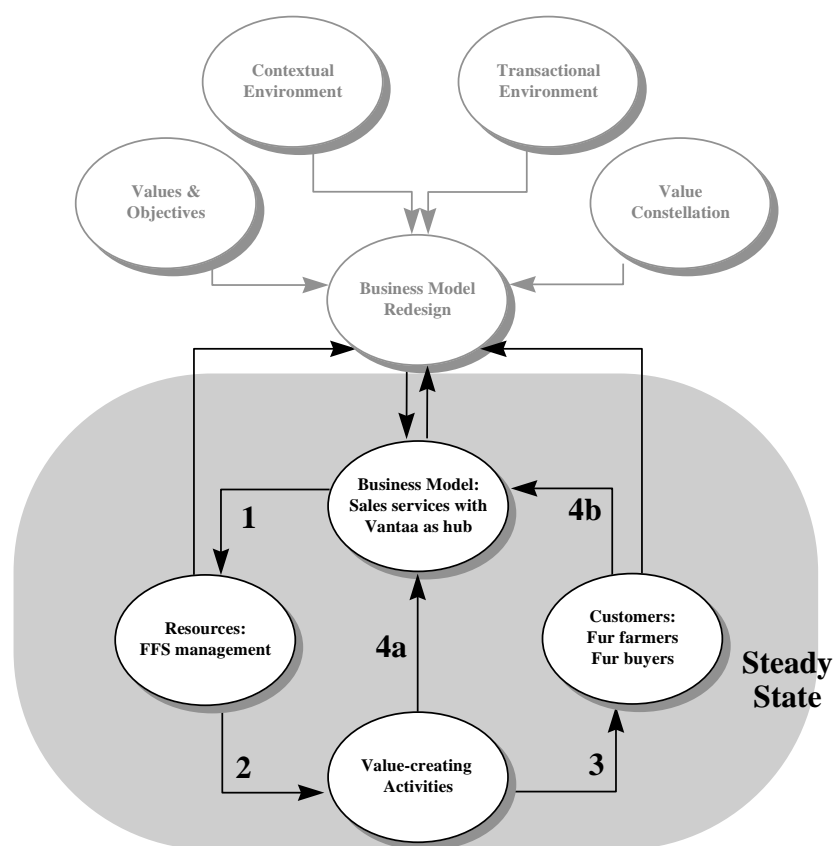 Contextual
Environment
Transactional
Environment
Values &
Objectives
Value
Constellation
Business Model
Redesign
Business Model:
Sales services with
Vantaa as hub
1
4b
Resources:
FFS management
4a
Customers:
Fur farmers
Fur buyers
Steady
State
2
Value-creating
Activities
3